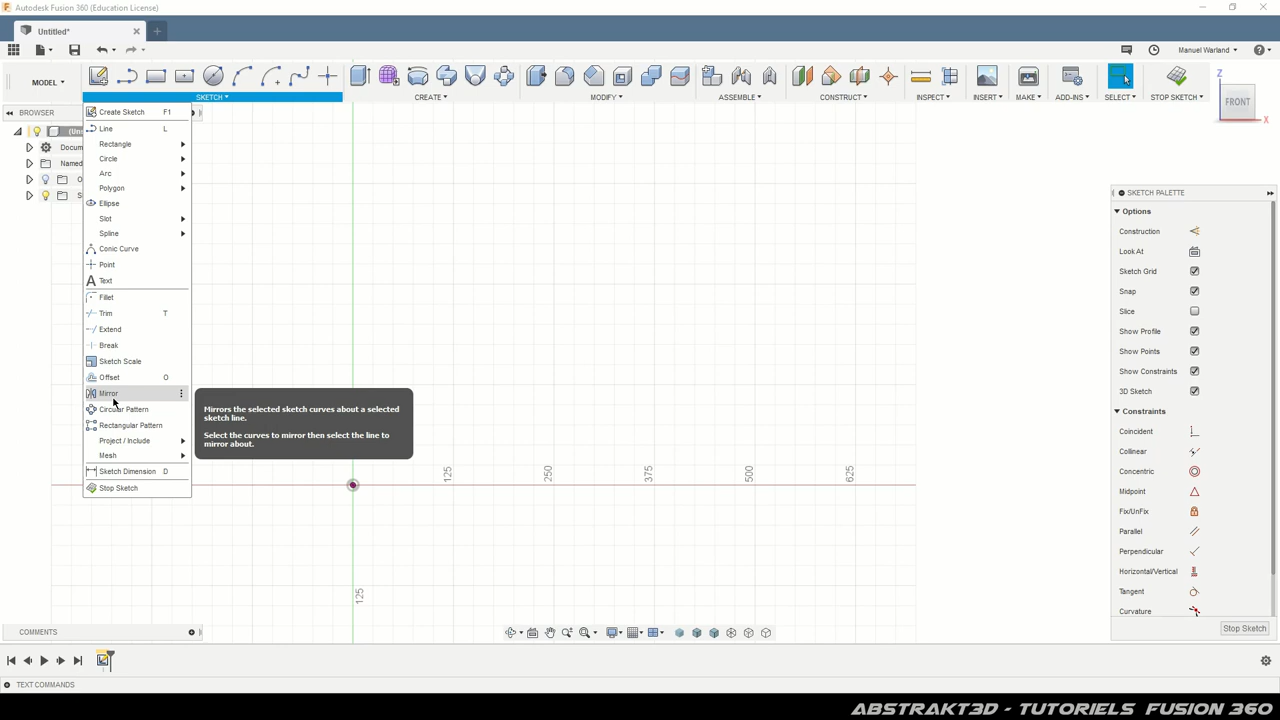 Autodesk Fusion 360 (Education License)
Untitled*
Manuel Warland
MODEL
SKETCH
CREATE
MODIFY
ASSEMBLE
CONSTRUCT
INSPECT
INSERT
MAKE
ADD-INS
SELECT
STOP SKETCH
BROWSER
Z
FRONT
X
Docum
Named
O
S
Create Sketch F1
Line L
Rectangle
Circle
Arc
Polygon
Ellipse
Slot
Spline
Conic Curve
Point
Text
Fillet
Trim T
Extend
Break
Sketch Scale
Offset O
Mirror
Circular Pattern
Rectangular Pattern
Project / Include
Mesh
Sketch Dimension D
Stop Sketch
Mirrors the selected sketch curves about a selected
sketch line.
Select the curves to mirror then select the line to
mirror about.
125
250
375
500
625
125
SKETCH PALETTE
Options
Construction
Look At
Sketch Grid
Snap
Slice
Show Profile
Show Points
Show Constraints
3D Sketch
Constraints
Coincident
Collinear
Concentric
Midpoint
Fix/UnFix
Parallel
Perpendicular
Horizontal/Vertical
Tangent
Curvature
Stop Sketch
COMMENTS
TEXT COMMANDS
ABSTRAKT3D - TUTORIELS FUSION 360